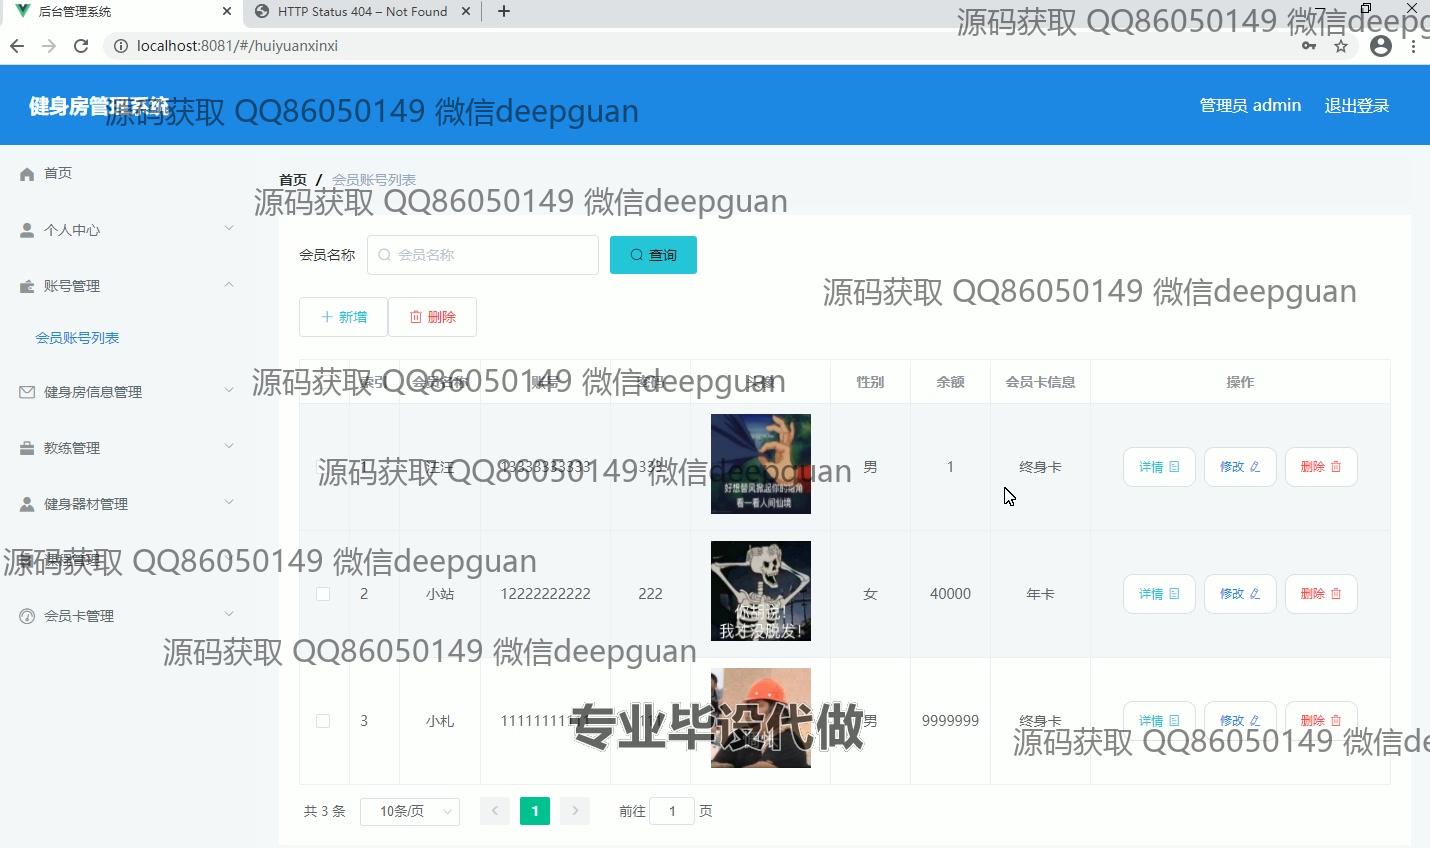 后台管理系统
HTTP Status 404 – Not Found
localhost:8081/#/huiyuanxinxi
源码获取 QQ86050149 微信deepg
健身房管理系统
源码获取 QQ86050149 微信deepguan
管理员 admin
退出登录
首页
个人中心
账号管理
会员账号列表
健身房信息管理
教练管理
健身器材管理
课程管理
会员卡管理
首页 / 会员账号列表
源码获取 QQ86050149 微信deepguan
会员名称 会员名称 查询
源码获取 QQ86050149 微信deepguan
新增 删除
索引 会员名称 账号 密码 头像 性别 余额 会员卡信息 操作
源码获取 QQ86050149 微信deepguan
1 汪汪 13333333333 333 男 1 终身卡 详情 修改 删除
好想替风掀起你的裙角
看一看人间仙境
源码获取 QQ86050149 微信deepguan
源码获取 QQ86050149 微信deepguan
2 小站 12222222222 222 女 40000 年卡 详情 修改 删除
我才没脱发!
源码获取 QQ86050149 微信deepguan
3 小札 11111111111 男 9999999 终身卡 详情 修改 删除
专业毕设代做
源码获取 QQ86050149 微信de
共 3 条 10条/页 1 前往 1 页